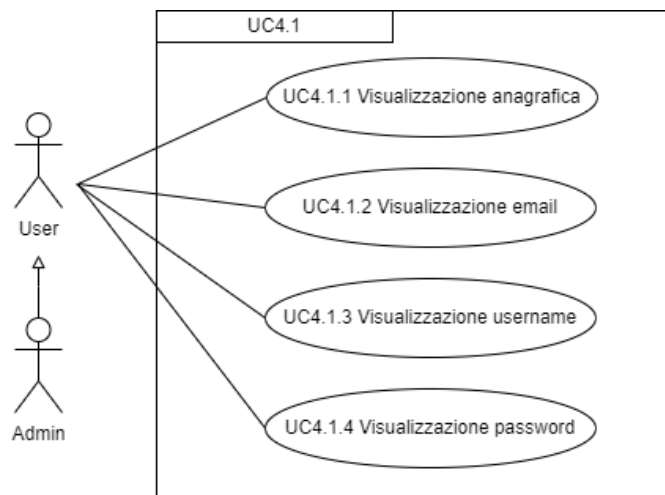 UC4.1
UC4.1.1 Visualizzazione anagrafica
User
UC4.1.2 Visualizzazione email
UC4.1.3 Visualizzazione username
Admin
UC4.1.4 Visualizzazione password